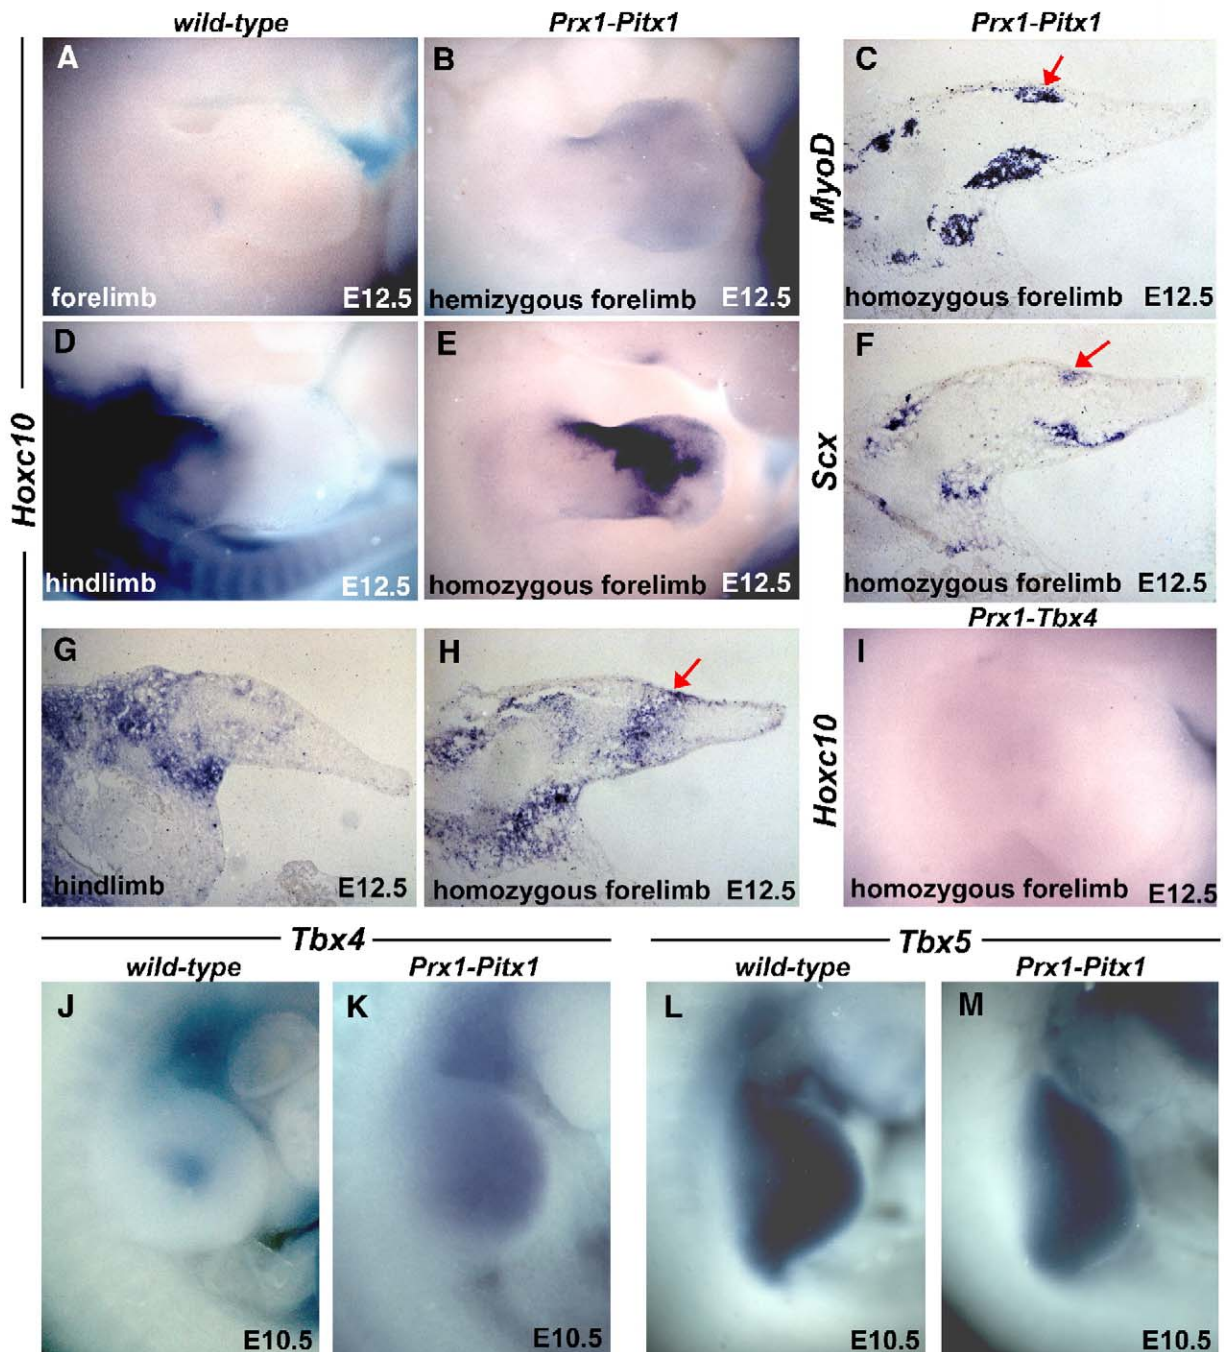 wild-type
Prx1-Pitx1
Prx1-Pitx1
Hoxc10
A
forelimb E12.5
B
hemizygous forelimb E12.5
MyoD
C
homozygous forelimb E12.5
D
hindlimb E12.5
E
homozygous forelimb E12.5
Scx
F
homozygous forelimb E12.5
G
hindlimb E12.5
H
homozygous forelimb E12.5
Prx1-Tbx4
Hoxc10
I
homozygous forelimb E12.5
Tbx4
Tbx5
wild-type
Prx1-Pitx1
wild-type
Prx1-Pitx1
J
E10.5
K
E10.5
L
E10.5
M
E10.5